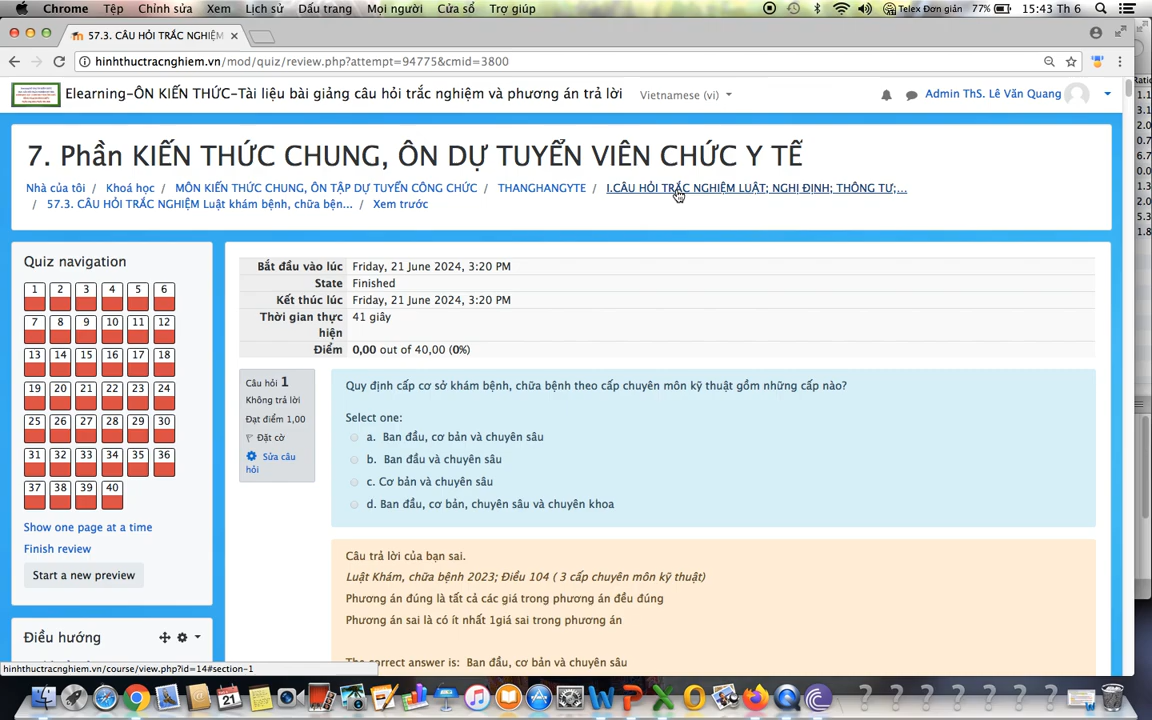 Chrome Tệp Chỉnh sửa Xem Lịch sử Dấu trang Mọi người Cửa sổ Trợ giúp Telex Đơn giản 77% 15:43 Th 6
57.3. CÂU HỎI TRẮC NGHIỆM
hinhthuctracnghiem.vn/mod/quiz/review.php?attempt=94775&cmid=3800
Elearning-ÔN KIẾN THỨC-Tài liệu bài giảng câu hỏi trắc nghiệm và phương án trả lời Vietnamese (vi) Admin ThS. Lê Văn Quang
7. Phần KIẾN THỨC CHUNG, ÔN DỰ TUYỂN VIÊN CHỨC Y TẾ
Nhà của tôi / Khoá học / MÔN KIẾN THỨC CHUNG, ÔN TẬP DỰ TUYỂN CÔNG CHỨC / THANGHANGYTE / I.CÂU HỎI TRẮC NGHIỆM LUẬT; NGHỊ ĐỊNH; THÔNG TƯ;...
/ 57.3. CÂU HỎI TRẮC NGHIỆM Luật khám bệnh, chữa bện... / Xem trước
Quiz navigation
1 2 3 4 5 6
7 8 9 10 11 12
13 14 15 16 17 18
19 20 21 22 23 24
25 26 27 28 29 30
31 32 33 34 35 36
37 38 39 40
Show one page at a time
Finish review
Start a new preview
Điều hướng
Bắt đầu vào lúc Friday, 21 June 2024, 3:20 PM
State Finished
Kết thúc lúc Friday, 21 June 2024, 3:20 PM
Thời gian thực hiện 41 giây
Điểm 0,00 out of 40,00 (0%)
Câu hỏi 1
Không trả lời
Đạt điểm 1,00
Đặt cờ
Sửa câu
hỏi
Quy định cấp cơ sở khám bệnh, chữa bệnh theo cấp chuyên môn kỹ thuật gồm những cấp nào?
Select one:
a. Ban đầu, cơ bản và chuyên sâu
b. Ban đầu và chuyên sâu
c. Cơ bản và chuyên sâu
d. Ban đầu, cơ bản, chuyên sâu và chuyên khoa
Câu trả lời của bạn sai.
Luật Khám, chữa bệnh 2023; Điều 104 ( 3 cấp chuyên môn kỹ thuật)
Phương án đúng là tất cả các giá trong phương án đều đúng
Phương án sai là có ít nhất 1giá sai trong phương án
The correct answer is: Ban đầu, cơ bản và chuyên sâu
hinhthuctracnghiem.vn/course/view.php?id=14#section-1